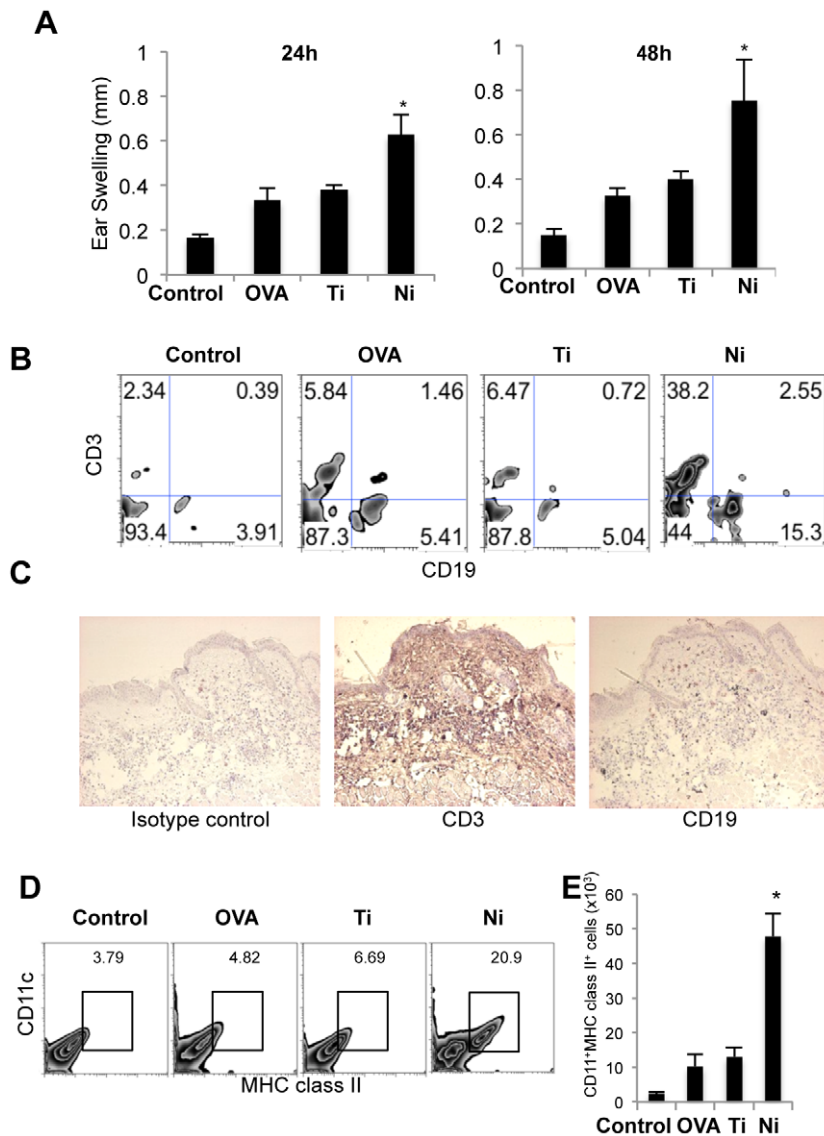 A
24h
48h
Ear Swelling (mm)
1
0.8
0.6
0.4
0.2
0
*
Control OVA Ti Ni
1
0.8
0.6
0.4
0.2
0
*
Control OVA Ti Ni
B
Control OVA Ti Ni
CD3
2.34 0.39
93.4 3.91
5.84 1.46
87.3 5.41
6.47 0.72
87.8 5.04
38.2 2.55
44 15.3
CD19
C
Isotype control CD3 CD19
D
Control OVA Ti Ni
CD11c
3.79 4.82 6.69 20.9
MHC class II
E
CD11⁺MHC class II⁺ cells (x10³)
60
50
40
30
20
10
0
*
Control OVA Ti Ni